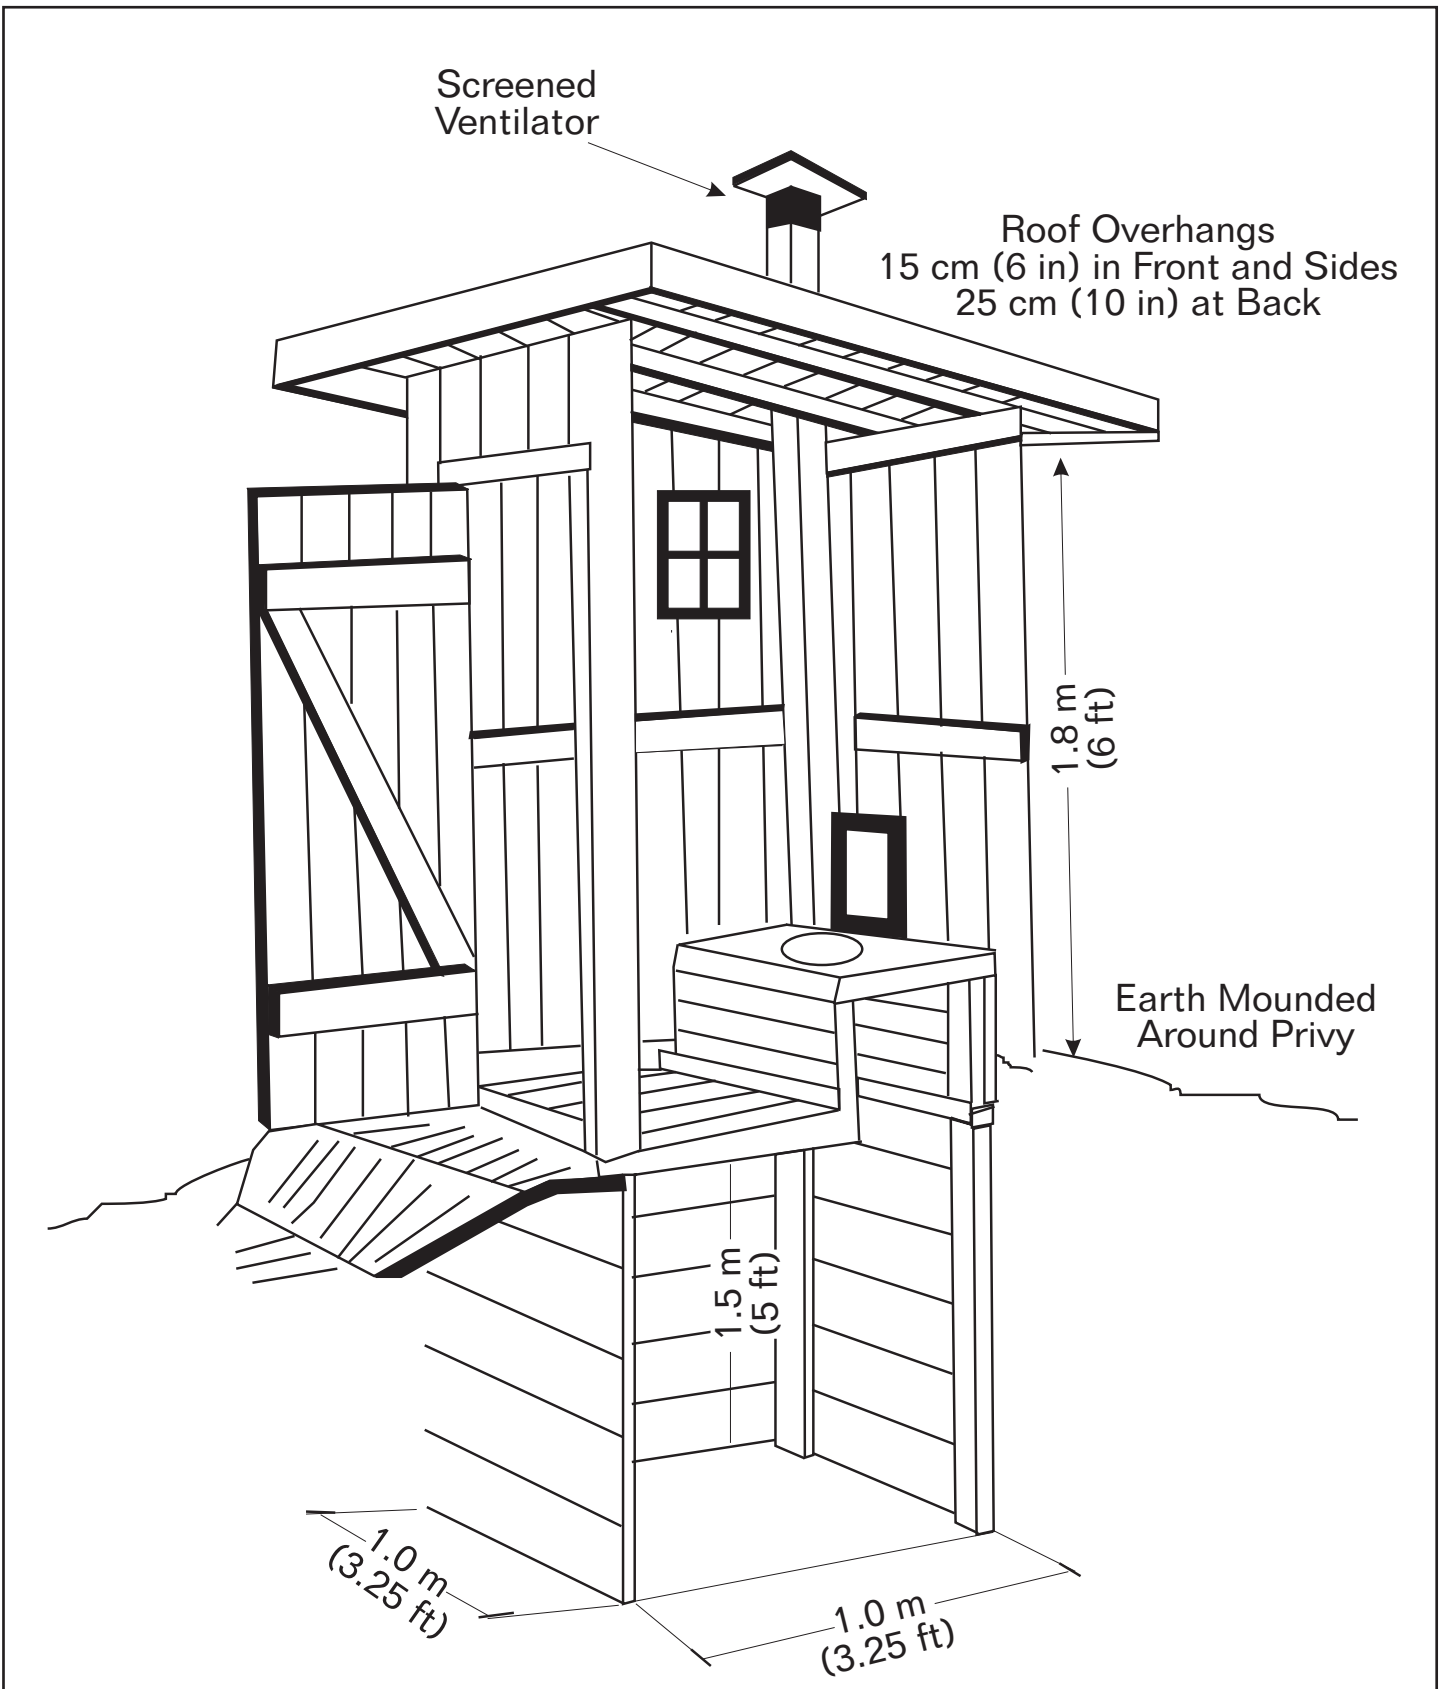 Screened
Ventilator
Roof Overhangs
15 cm (6 in) in Front and Sides
25 cm (10 in) at Back
1.8 m
(6 ft)
Earth Mounded
Around Privy
1.5 m
(5 ft)
1.0 m
(3.25 ft)
1.0 m
(3.25 ft)